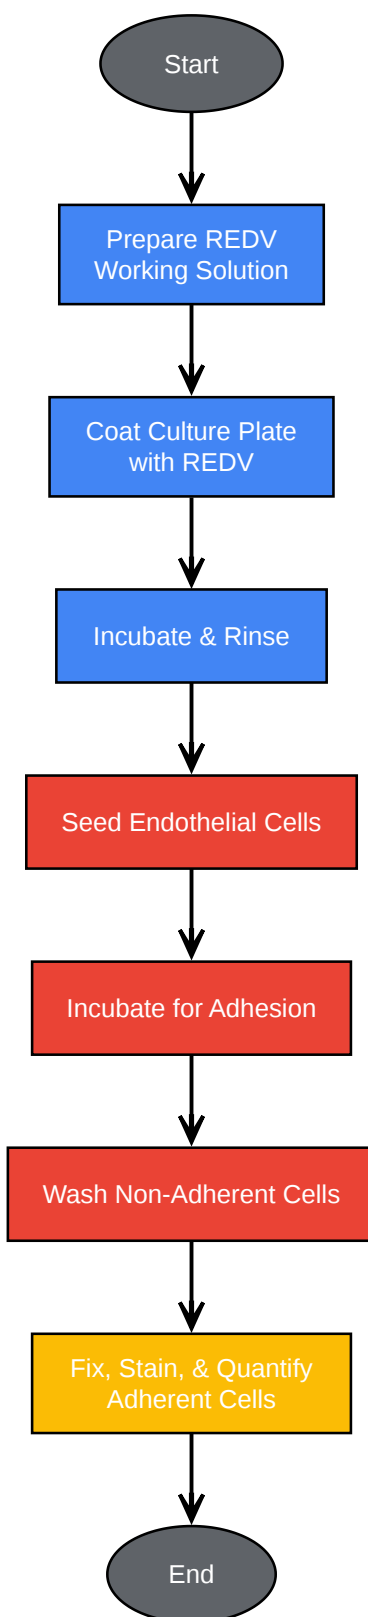 Start
Prepare REDV
Working Solution
Coat Culture Plate
with REDV
Incubate & Rinse
Seed Endothelial Cells
Incubate for Adhesion
Wash Non-Adherent Cells
Fix, Stain, & Quantify
Adherent Cells
End